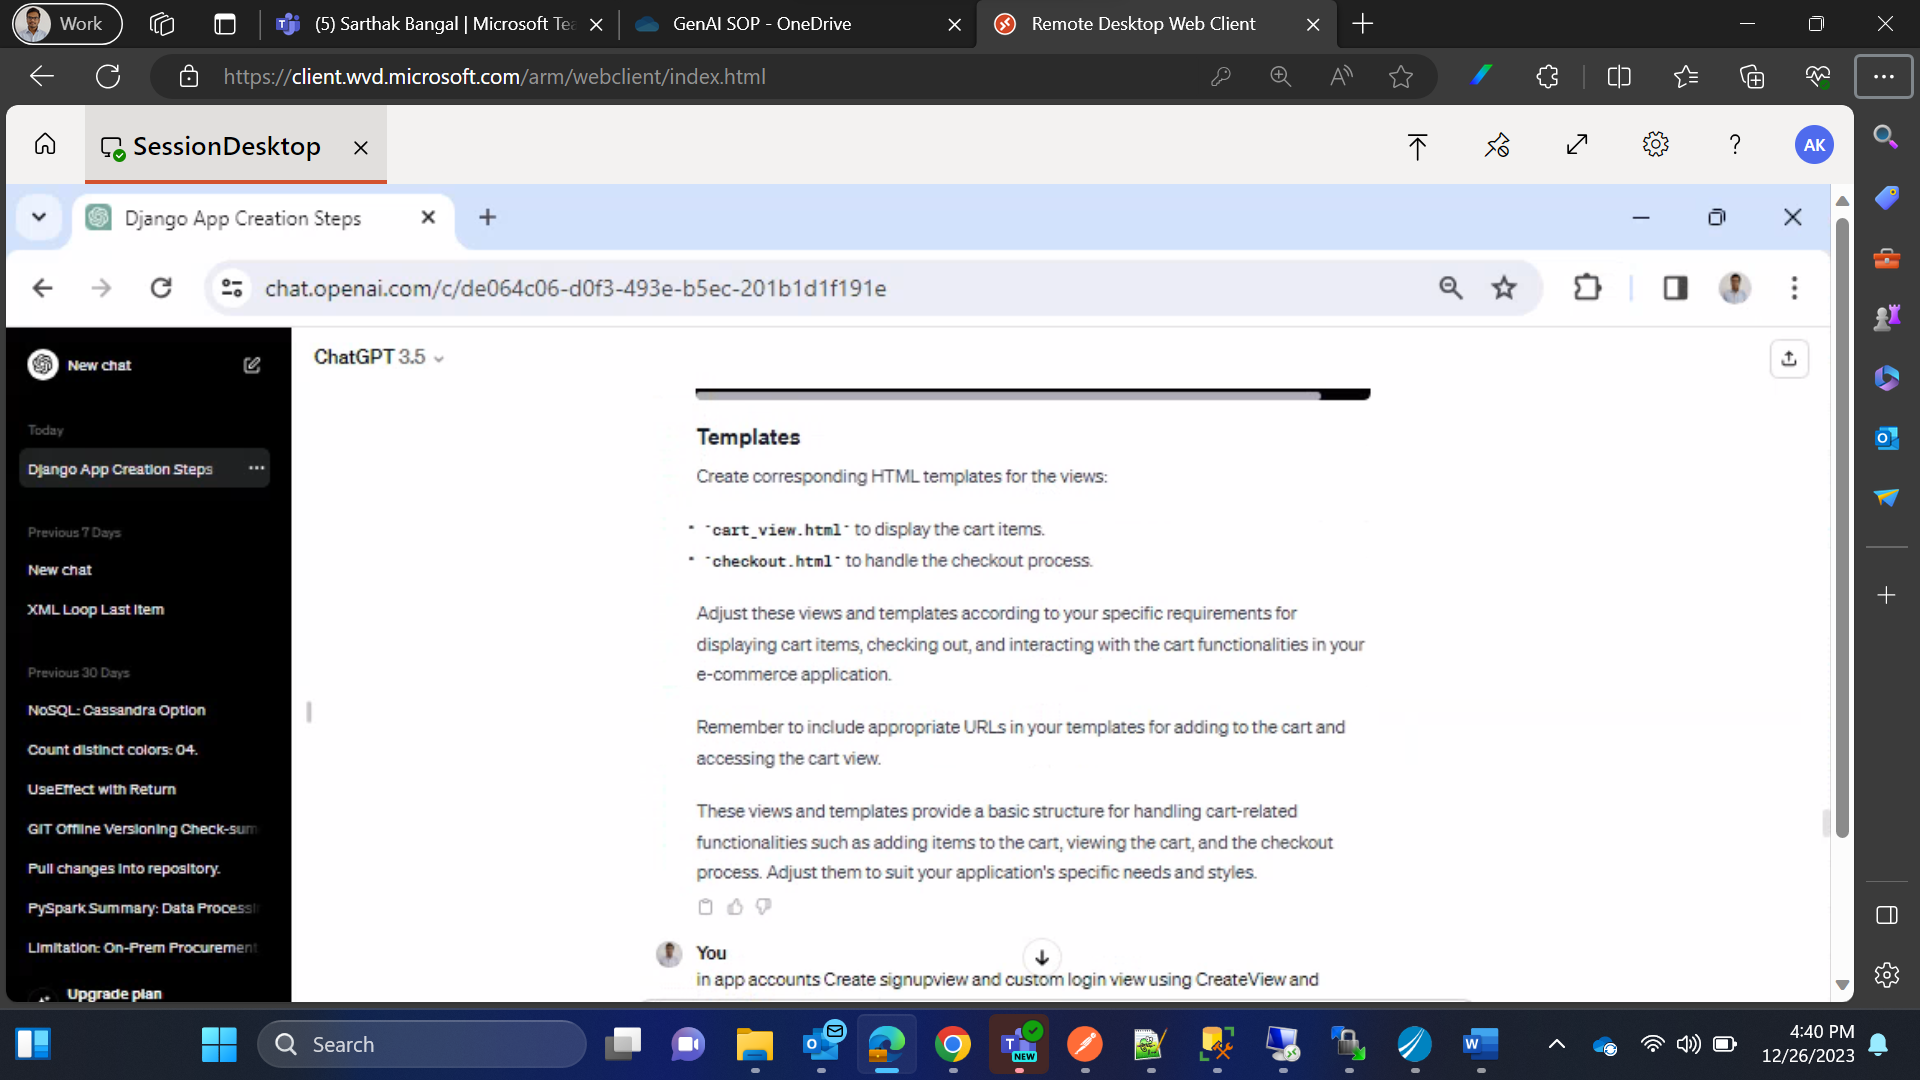 Work
(5) Sarthak Bangal | Microsoft Tea
GenAI SOP - OneDrive
Remote Desktop Web Client
https://client.wvd.microsoft.com/arm/webclient/index.html
SessionDesktop
AK
Django App Creation Steps
chat.openai.com/c/de064c06-d0f3-493e-b5ec-201b1d1f191e
New chat
ChatGPT 3.5
Today
Django App Creation Steps
Previous 7 Days
New chat
XML Loop Last Item
Previous 30 Days
NoSQL: Cassandra Option
Count distinct colors: 04.
UseEffect with Return
GIT Offline Versioning Check-sum
Pull changes into repository.
PySpark Summary: Data Processi
Limitation: On-Prem Procurement
Upgrade plan
Templates
Create corresponding HTML templates for the views:
• `cart_view.html` to display the cart items.
• `checkout.html` to handle the checkout process.
Adjust these views and templates according to your specific requirements for
displaying cart items, checking out, and interacting with the cart functionalities in your
e-commerce application.
Remember to include appropriate URLs in your templates for adding to the cart and
accessing the cart view.
These views and templates provide a basic structure for handling cart-related
functionalities such as adding items to the cart, viewing the cart, and the checkout
process. Adjust them to suit your application's specific needs and styles.
You
in app accounts Create signupview and custom login view using CreateView and
Search
NEW
4:40 PM
12/26/2023